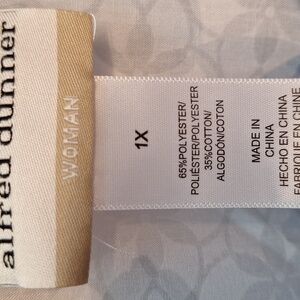 alfred dunner
WOMAN
1X
65%POLYESTER/
POLIÉSTER/POLYESTER
35%COTTON/
ALGODÓN/COTON
MADE IN
CHINA
HECHO EN CHINA
FABRIQUÉ EN CHINE